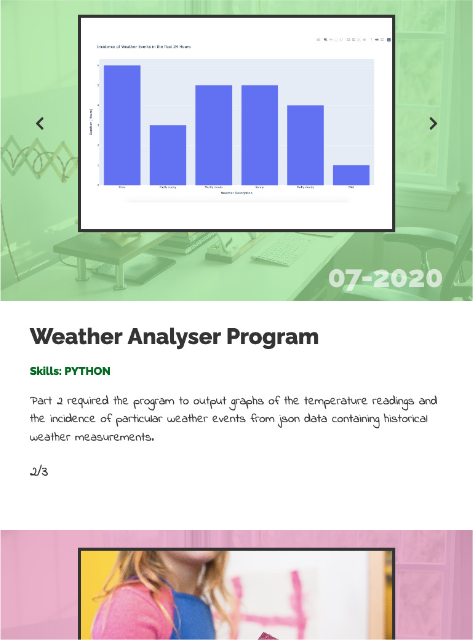 Incidence of Weather Events in the Past 24 Hours
07-2020
Weather Analyser Program
Skills: PYTHON
Part 2 required the program to output graphs of the temperature readings and
the incidence of particular weather events from json data containing historical
weather measurements.
2/3